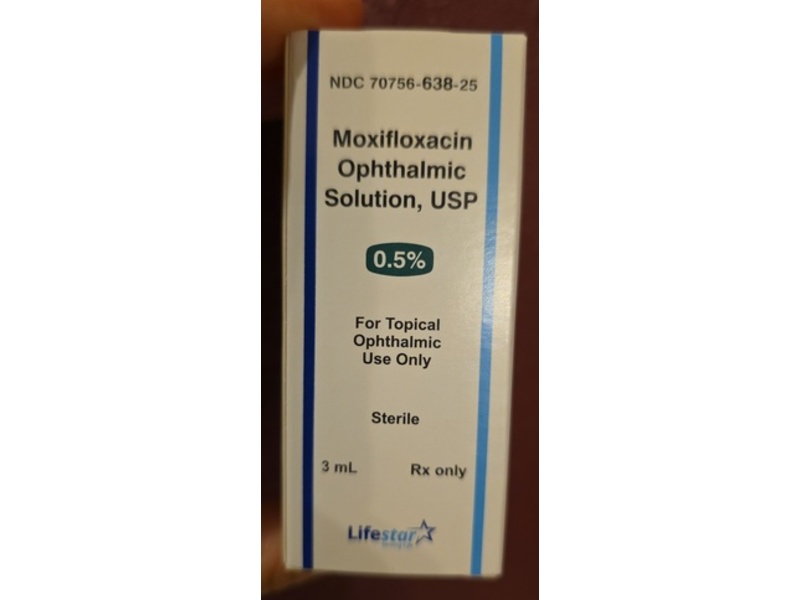 NDC 70756-638-25
Moxifloxacin
Ophthalmic
Solution, USP
0.5%
For Topical
Ophthalmic
Use Only
Sterile
3 mL Rx only
Lifestar